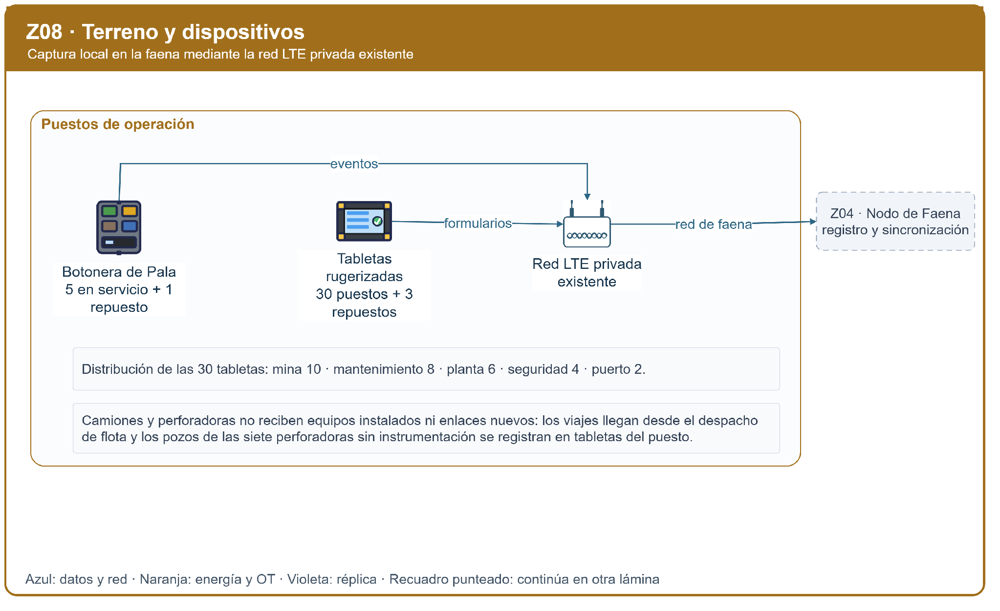 Z08 · Terreno y dispositivos
Captura local en la faena mediante la red LTE privada existente
Puestos de operación
eventos
formularios
red de faena
Z04 · Nodo de Faena
registro y sincronización
Botonera de Pala
5 en servicio + 1
repuesto
Tabletas
rugerizadas
30 puestos + 3
repuestos
Red LTE privada
existente
Distribución de las 30 tabletas: mina 10 · mantenimiento 8 · planta 6 · seguridad 4 · puerto 2.
Camiones y perforadoras no reciben equipos instalados ni enlaces nuevos: los viajes llegan desde el despacho
de flota y los pozos de las siete perforadoras sin instrumentación se registran en tabletas del puesto.
Azul: datos y red · Naranja: energía y OT · Violeta: réplica · Recuadro punteado: continúa en otra lámina